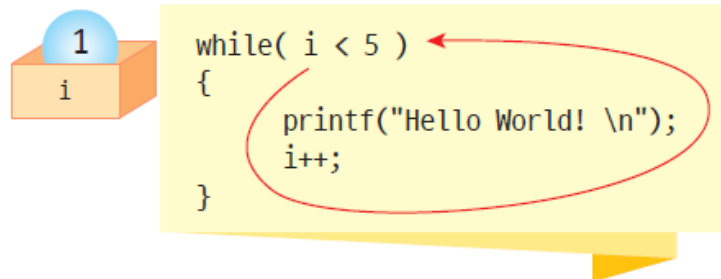 1
i
while( i < 5 )
{
printf("Hello World! \n");
i++;
}